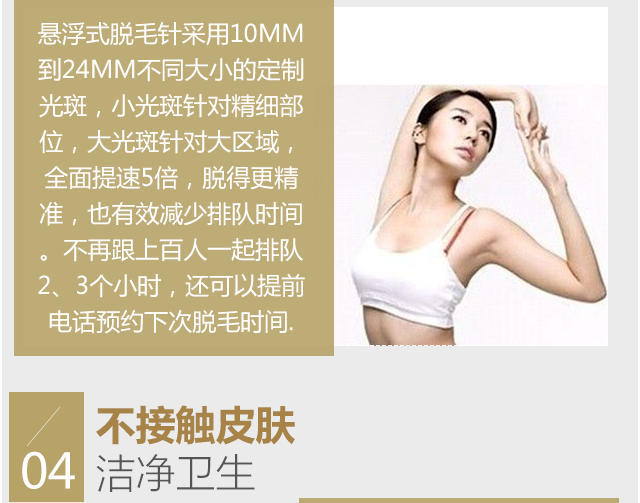 悬浮式脱毛针采用10MM
到24MM不同大小的定制
光斑，小光斑针对精细部
位，大光斑针对大区域，
全面提速5倍，脱得更精
准，也有效减少排队时间
。不再跟上百人一起排队
2、3个小时，还可以提前
电话预约下次脱毛时间.
04
不接触皮肤
洁净卫生